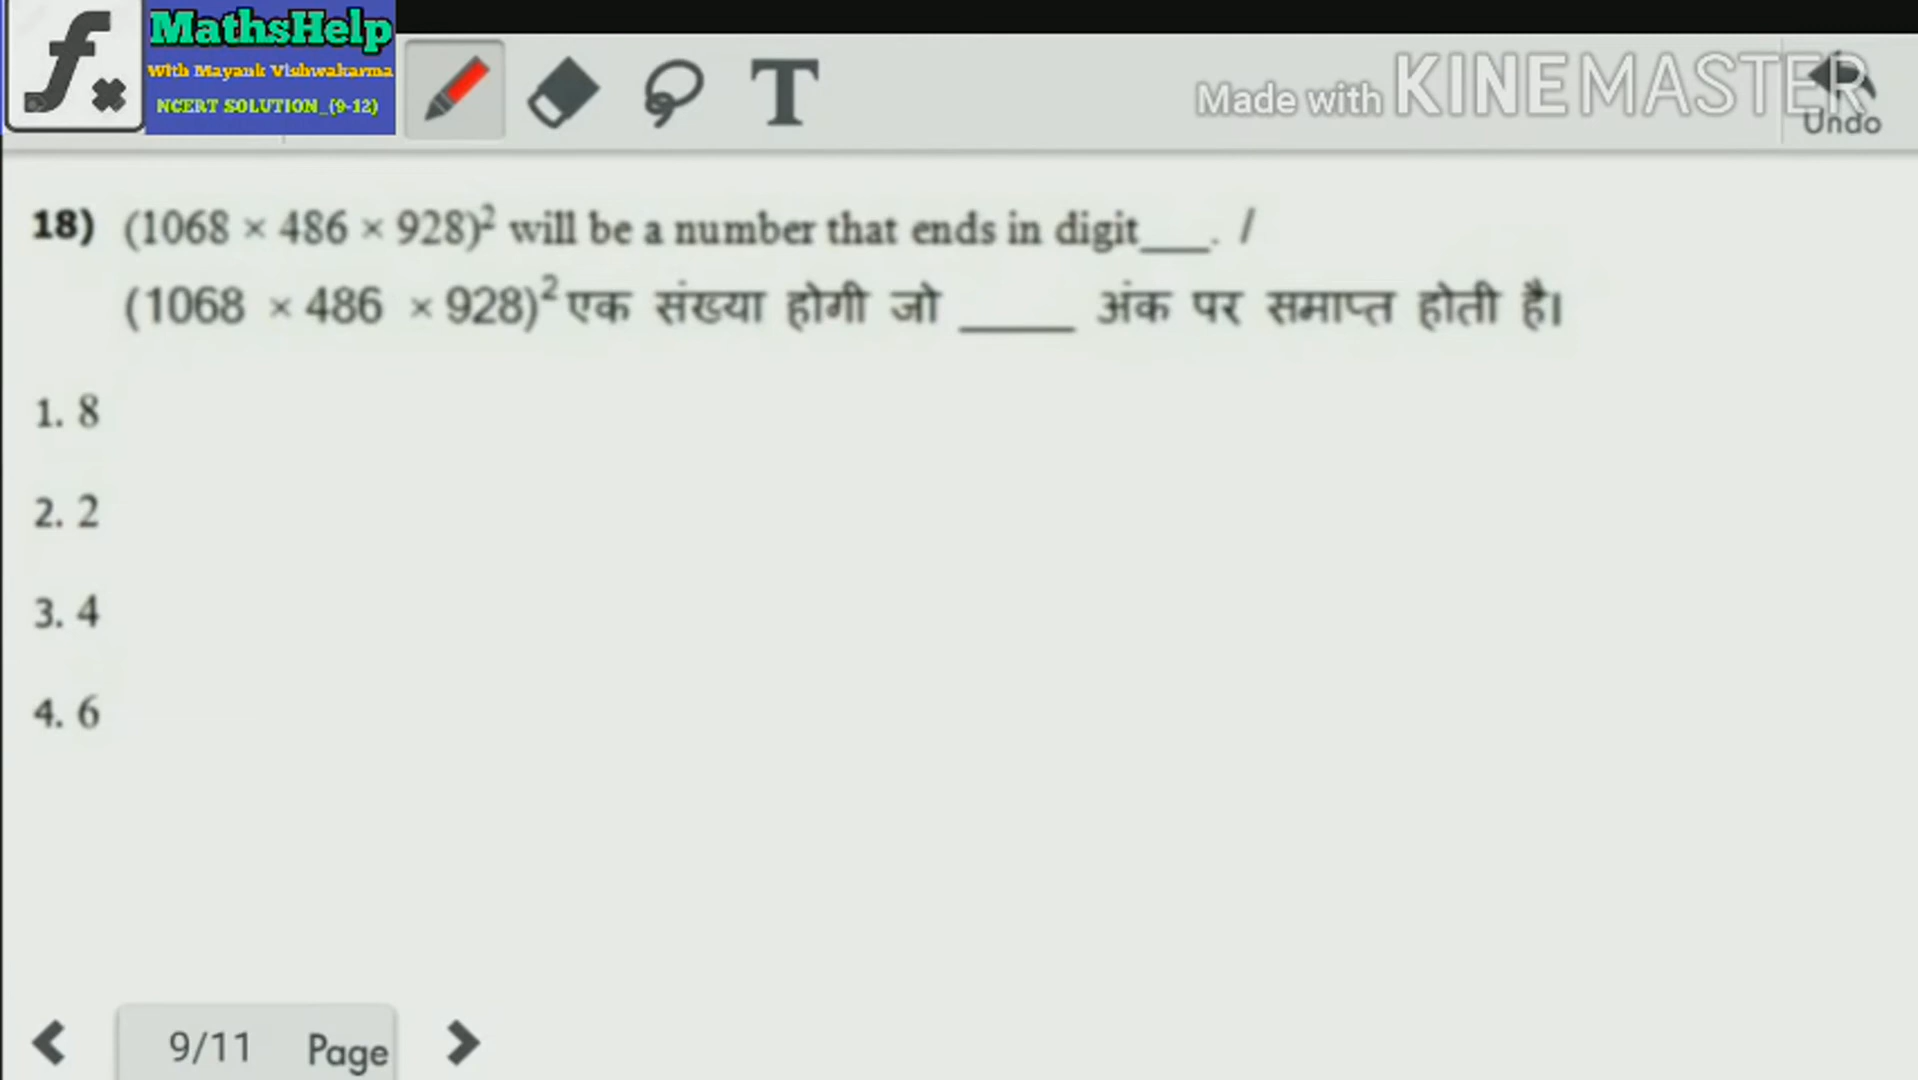 MathsHelp
With Mayank Vishwakarma
NCERT SOLUTION_(9-12)
T
Made with KINEMASTER
Undo
18) (1068 × 486 × 928)² will be a number that ends in digit___. /
(1068 × 486 × 928)² एक संख्या होगी जो _____ अंक पर समाप्त होती है।
1. 8
2. 2
3. 4
4. 6
9/11 Page